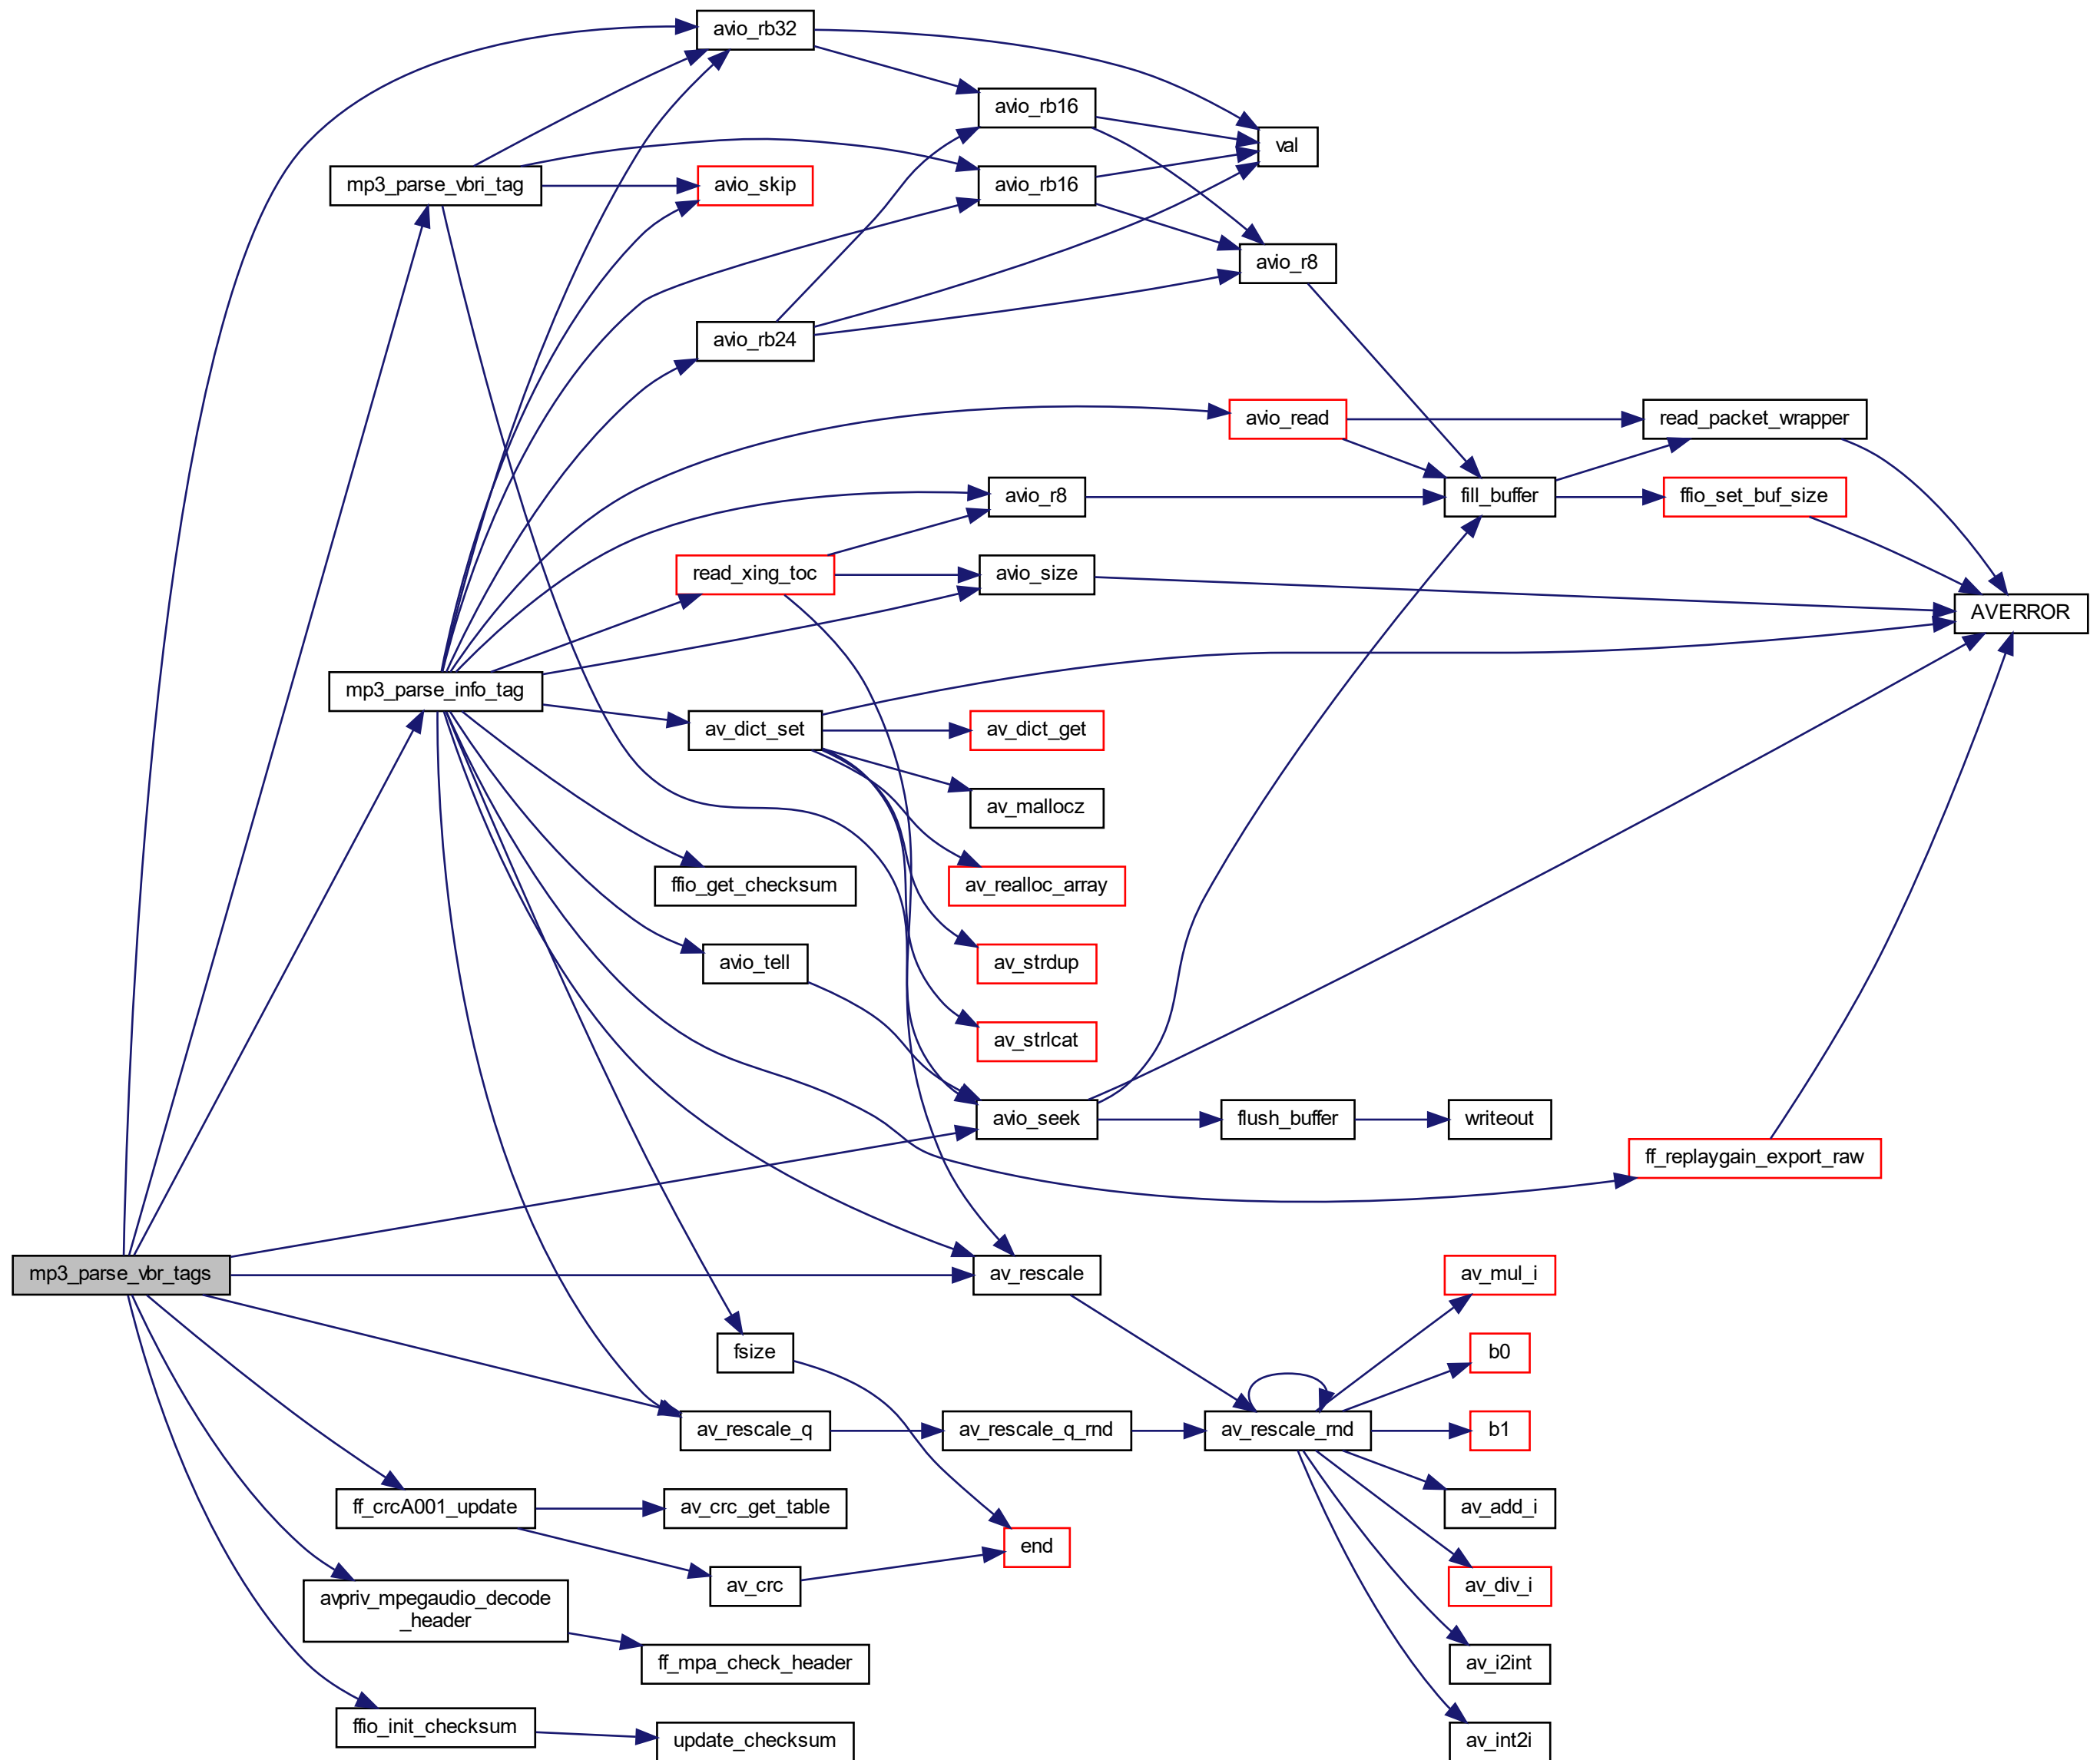 avio_rb32
avio_rb16
val
mp3_parse_vbri_tag
avio_skip
avio_rb16
avio_r8
avio_rb24
avio_read
read_packet_wrapper
avio_r8
fill_buffer
ffio_set_buf_size
read_xing_toc
avio_size
AVERROR
mp3_parse_info_tag
av_dict_set
av_dict_get
av_mallocz
ffio_get_checksum
av_realloc_array
avio_tell
av_strdup
av_strlcat
avio_seek
flush_buffer
writeout
ff_replaygain_export_raw
mp3_parse_vbr_tags
av_rescale
av_mul_i
fsize
b0
av_rescale_q
av_rescale_q_rnd
av_rescale_rnd
b1
ff_crcA001_update
av_crc_get_table
av_add_i
end
av_crc
av_div_i
avpriv_mpegaudio_decode
_header
ff_mpa_check_header
av_i2int
ffio_init_checksum
update_checksum
av_int2i